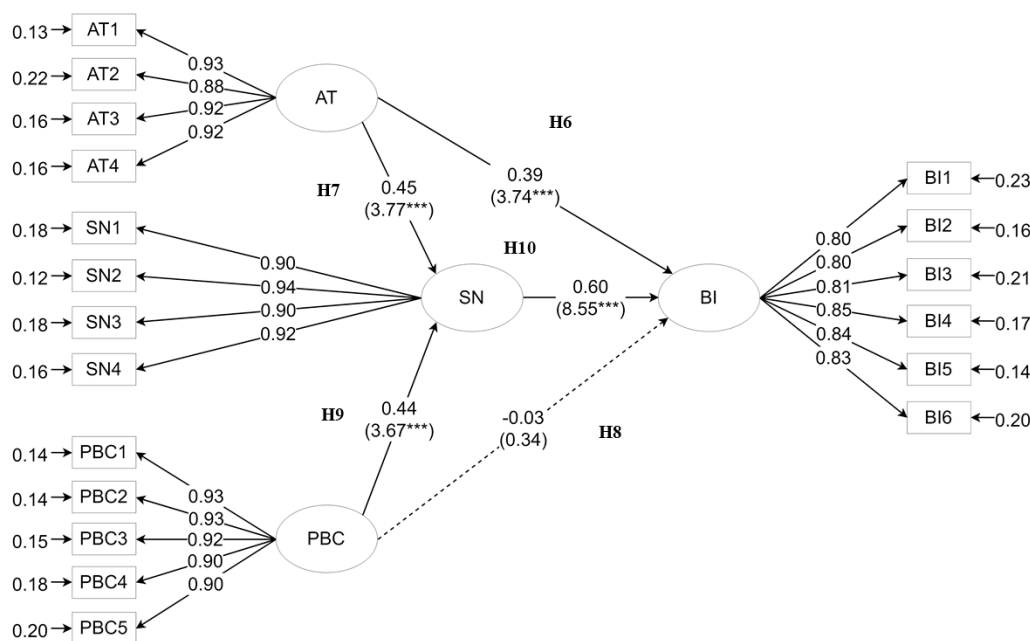 0.13 AT1 0.93
0.22 AT2 0.88
0.16 AT3 0.92
0.16 AT4 0.92
AT
H6
0.39
(3.74***)
H7
0.45
(3.77***)
0.18 SN1 0.90
0.12 SN2 0.94
0.18 SN3 0.90
0.16 SN4 0.92
SN
H10
0.60
(8.55***)
BI
0.80 BI1 0.23
0.80 BI2 0.16
0.81 BI3 0.21
0.85 BI4 0.17
0.84 BI5 0.14
0.83 BI6 0.20
H9
0.44
(3.67***)
-0.03
(0.34)
H8
0.14 PBC1 0.93
0.14 PBC2 0.93
0.15 PBC3 0.92
0.18 PBC4 0.90
0.20 PBC5 0.90
PBC